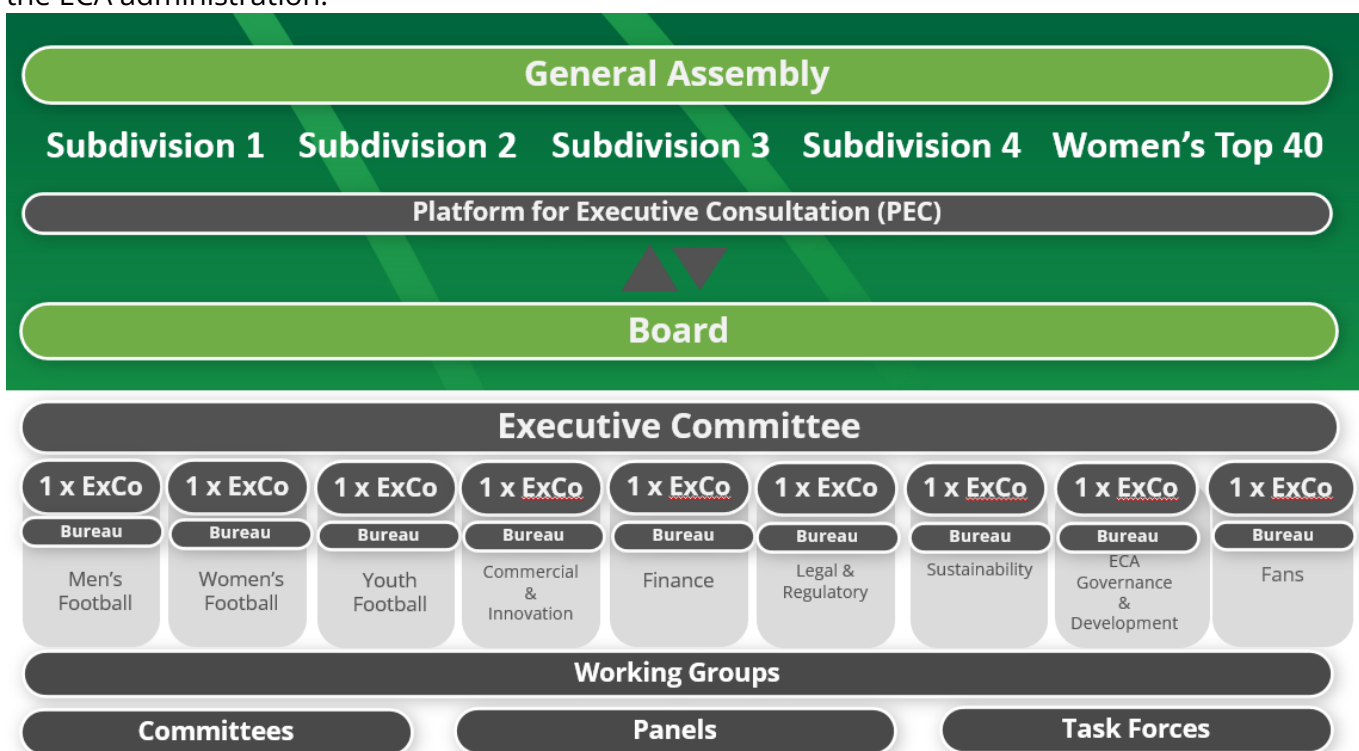 the ECA administration.
General Assembly
Subdivision 1 Subdivision 2 Subdivision 3 Subdivision 4 Women's Top 40
Platform for Executive Consultation (PEC)
Board
Executive Committee
1 x ExCo 1 x ExCo 1 x ExCo 1 x ExCo 1 x ExCo 1 x ExCo 1 x ExCo 1 x ExCo 1 x ExCo
Bureau Bureau Bureau Bureau Bureau Bureau Bureau Bureau Bureau
Men's
Football
Women's
Football
Youth
Football
Commercial
&
Innovation
Finance
Legal &
Regulatory
Sustainability
ECA
Governance
&
Development
Fans
Working Groups
Committees Panels Task Forces